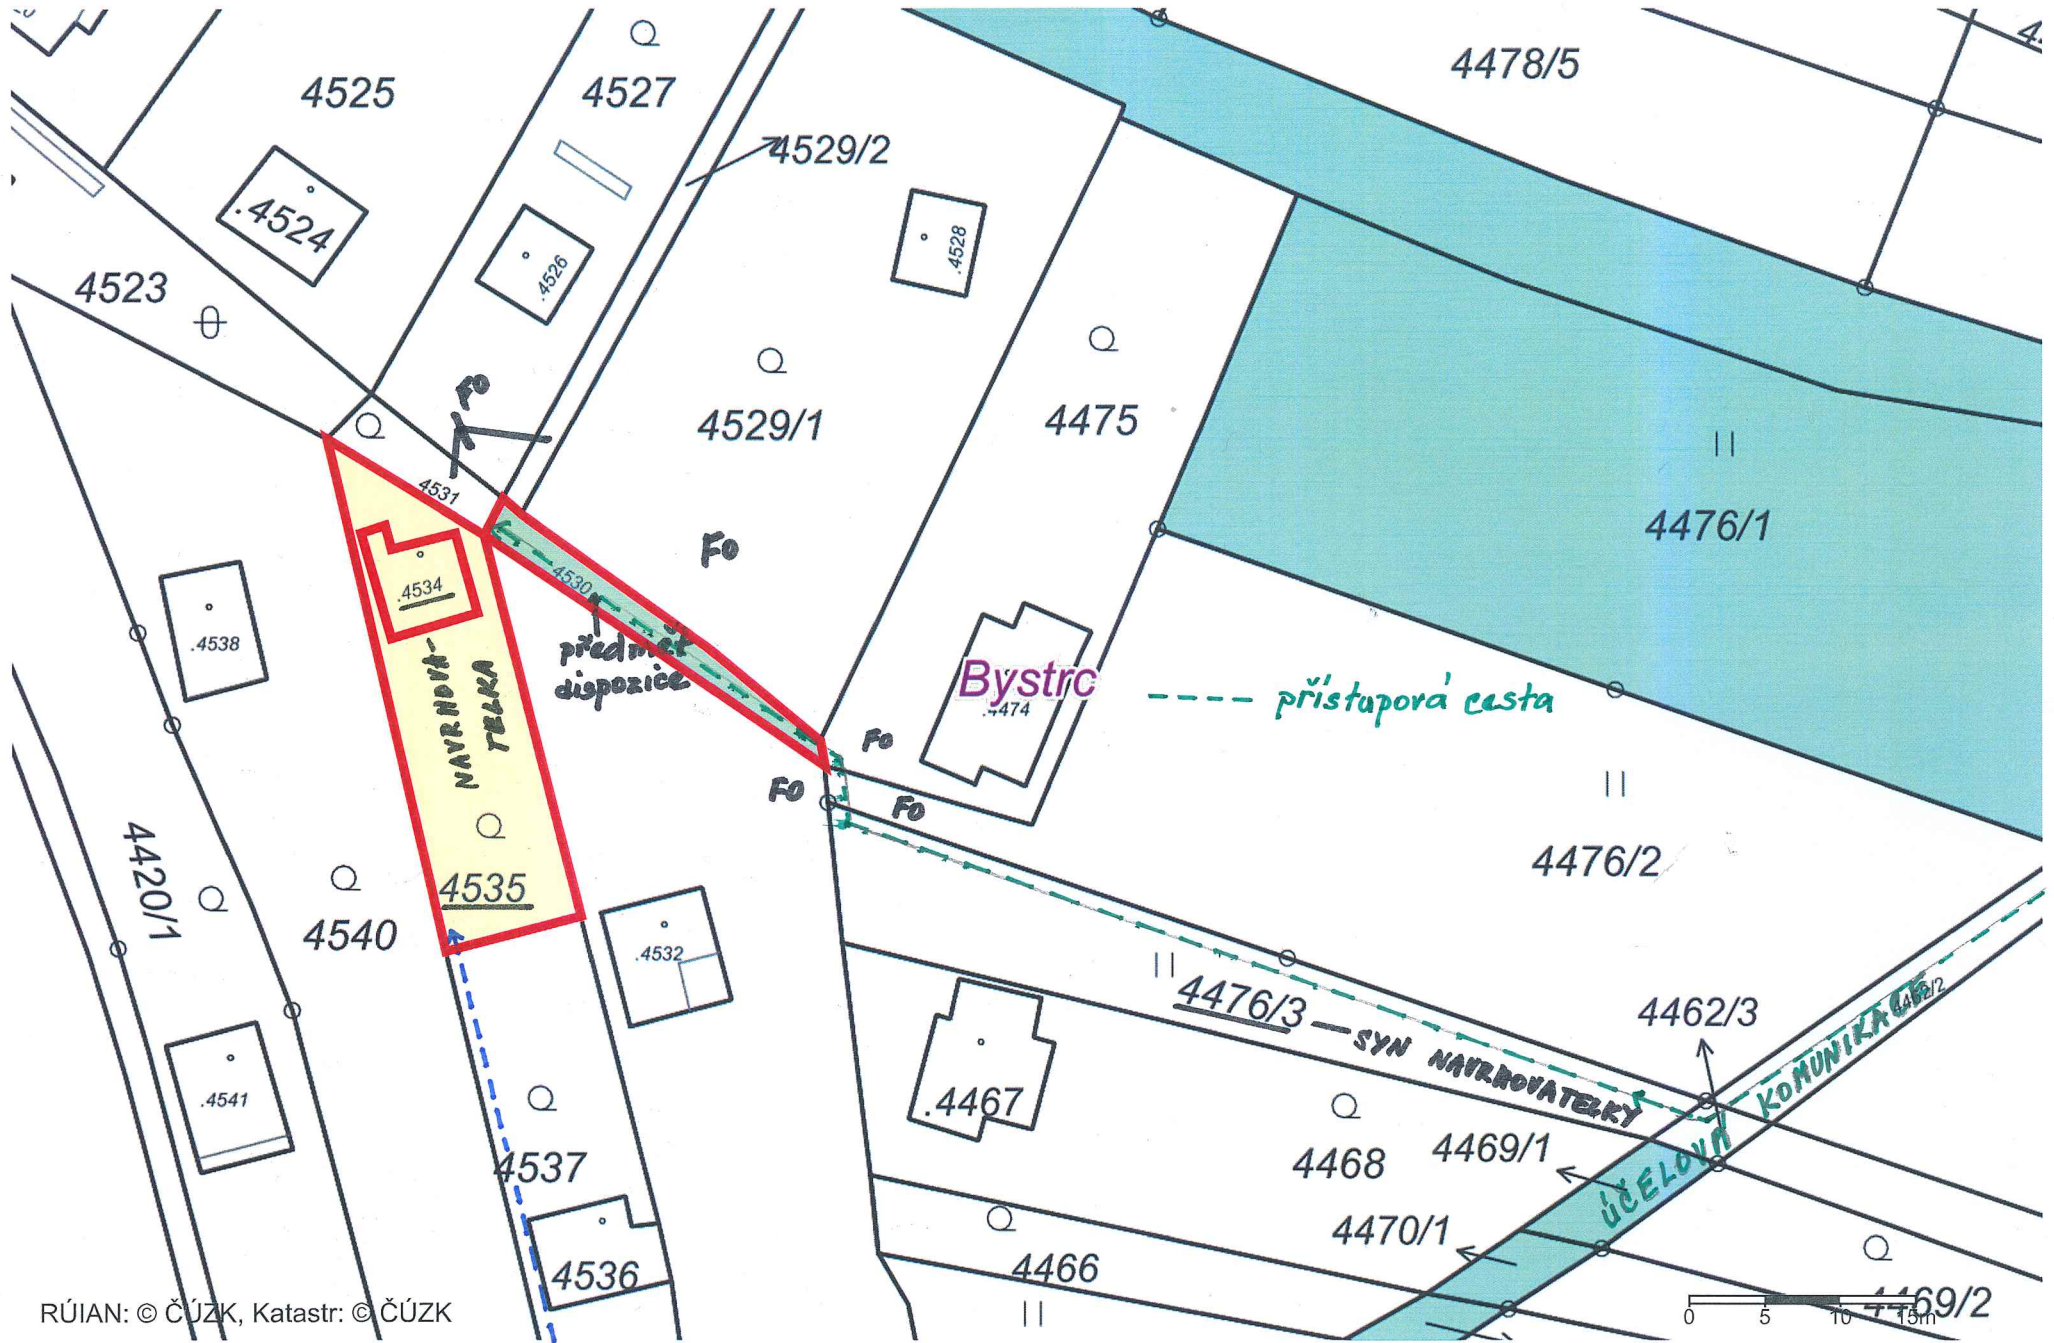 4525
4527
4478/5
4529/2
.4524
.4526
.4528
4523
FO
4529/1
4475
4531
4476/1
FO
4530
.4534
předmět
dispozice
.4538
NAVRHOVA-
TELKA
Bystrc
.4474
přístupová cesta
FO
FO
FO
4476/2
4420/1
4535
4540
.4532
4476/3 — SYN NAVRHOVATELKY
4462/3
4462/2
ÚČELOVÁ KOMUNIKACE
.4541
.4467
4537
4468
4469/1
4470/1
4536
4466
4469/2
RÚIAN: © ČÚZK, Katastr: © ČÚZK
0 5 10 15m